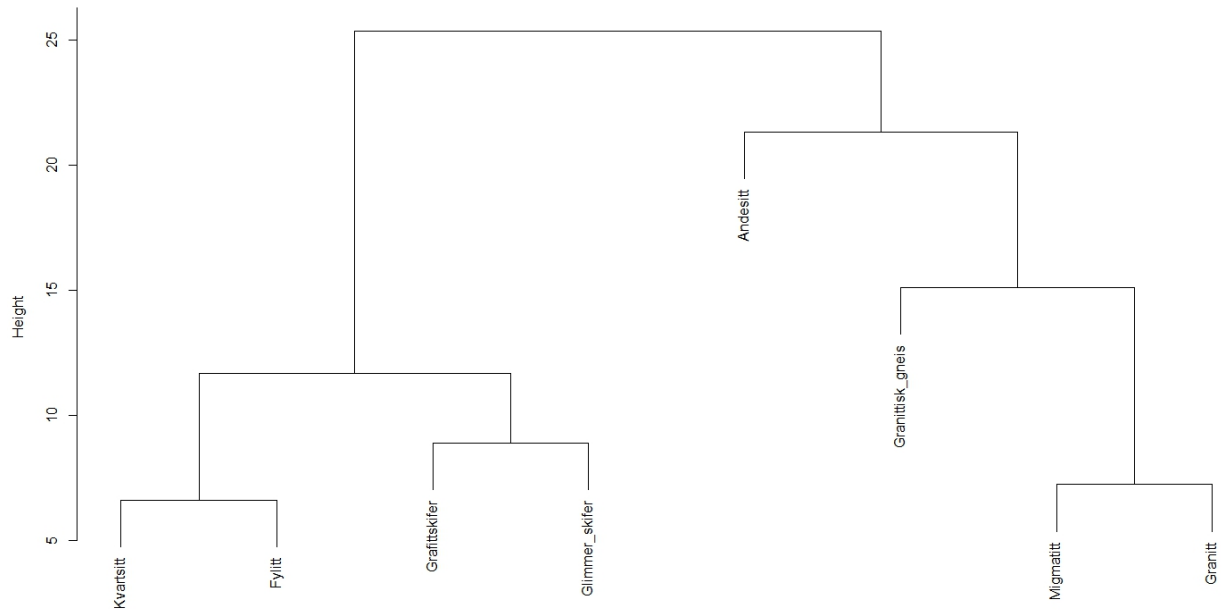 Height
25
20
15
10
5
Kvartsitt
Fylitt
Grafittskifer
Glimmer_skifer
Andesitt
Granittisk_gneis
Migmatitt
Granitt